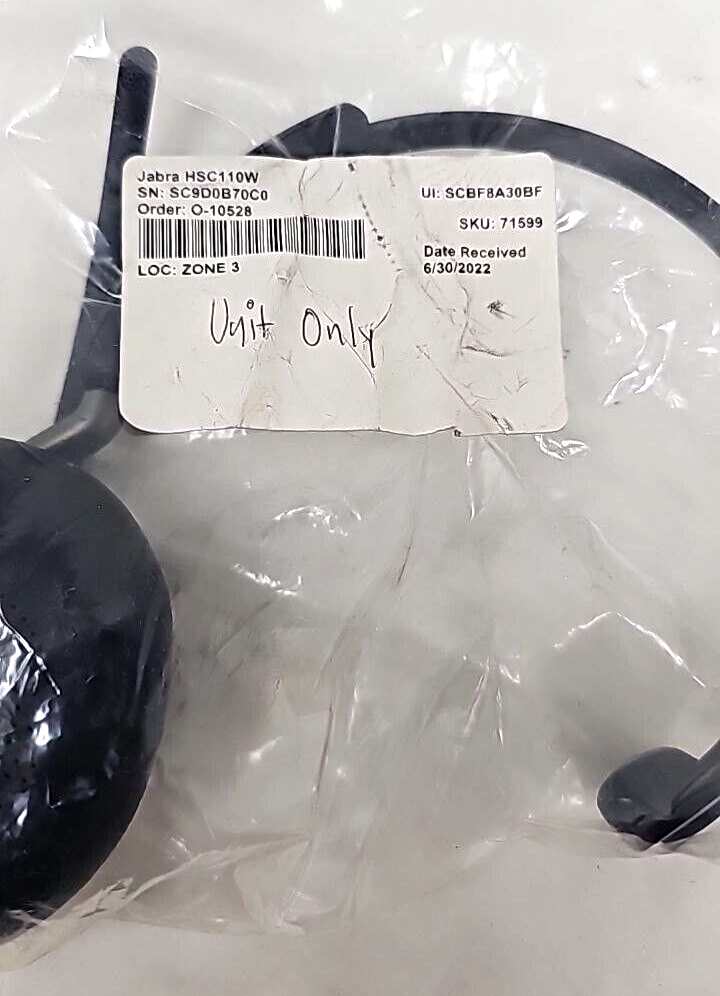 Jabra HSC110W
SN: SC9D0B70C0
UI: SCBF8A30BF
Order: O-10528
SKU: 71599
LOC: ZONE 3
Date Received
6/30/2022
Unit Only